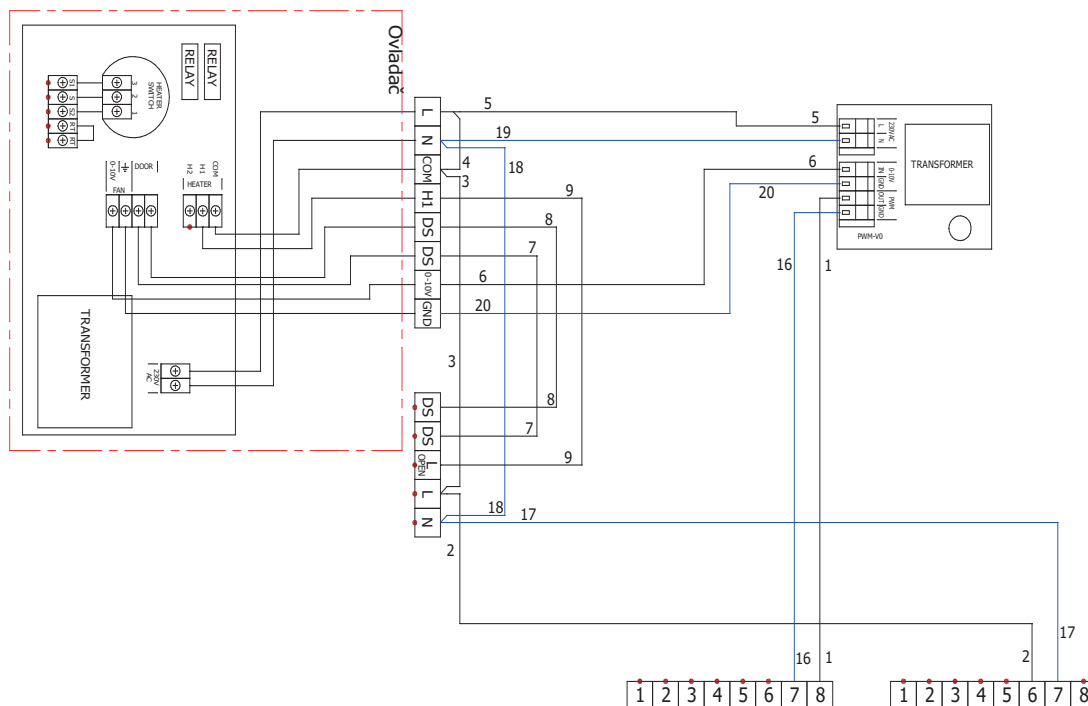 Ovladač
RELAY
RELAY
S1
S
S2
RT
RT
3
2
1
HEATER
SWITCH
0-10V
DOOR
FAN
H2
H1
COM
HEATER
TRANSFORMER
230V
AC
L
N
COM
H1
DS
DS
0-10V
GND
DS
DS
L
OPEN
L
N
5
19
18
4
3
9
8
7
6
20
3
8
7
9
18
17
2
5
6
20
16
1
L
N
230VAC
IN
GND
OUT
GND
0-10V
PWM
TRANSFORMER
PWM-V0
17
2
16
1
1 2 3 4 5 6 7 8
1 2 3 4 5 6 7 8